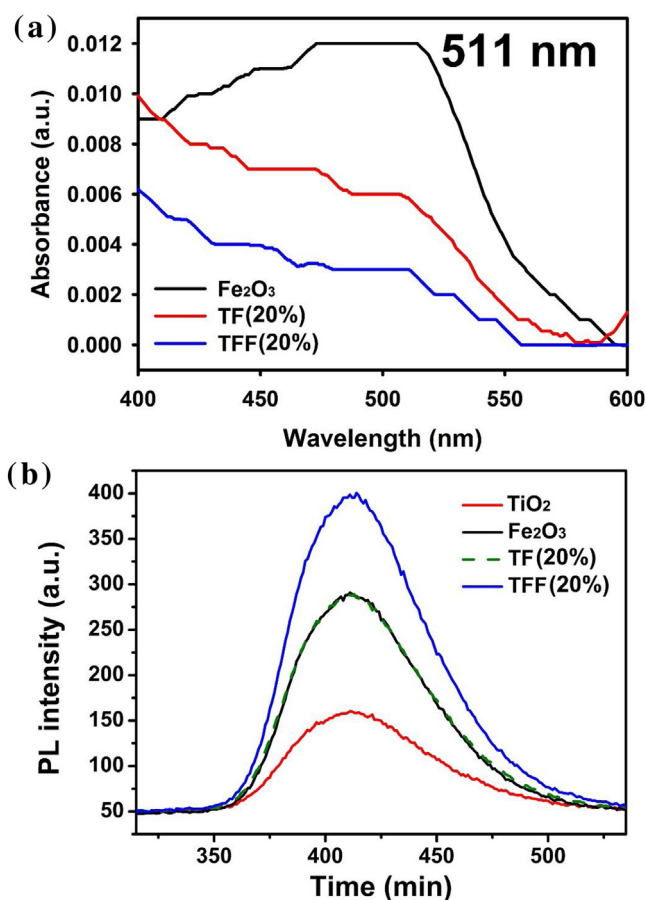 (a)
511 nm
Absorbance (a.u.)
0.012
0.010
0.008
0.006
0.004
0.002
0.000
Fe₂O₃
TF(20%)
TFF(20%)
400 450 500 550 600
Wavelength (nm)
(b)
PL intensity (a.u.)
400
350
300
250
200
150
100
50
TiO₂
Fe₂O₃
TF(20%)
TFF(20%)
350 400 450 500
Time (min)